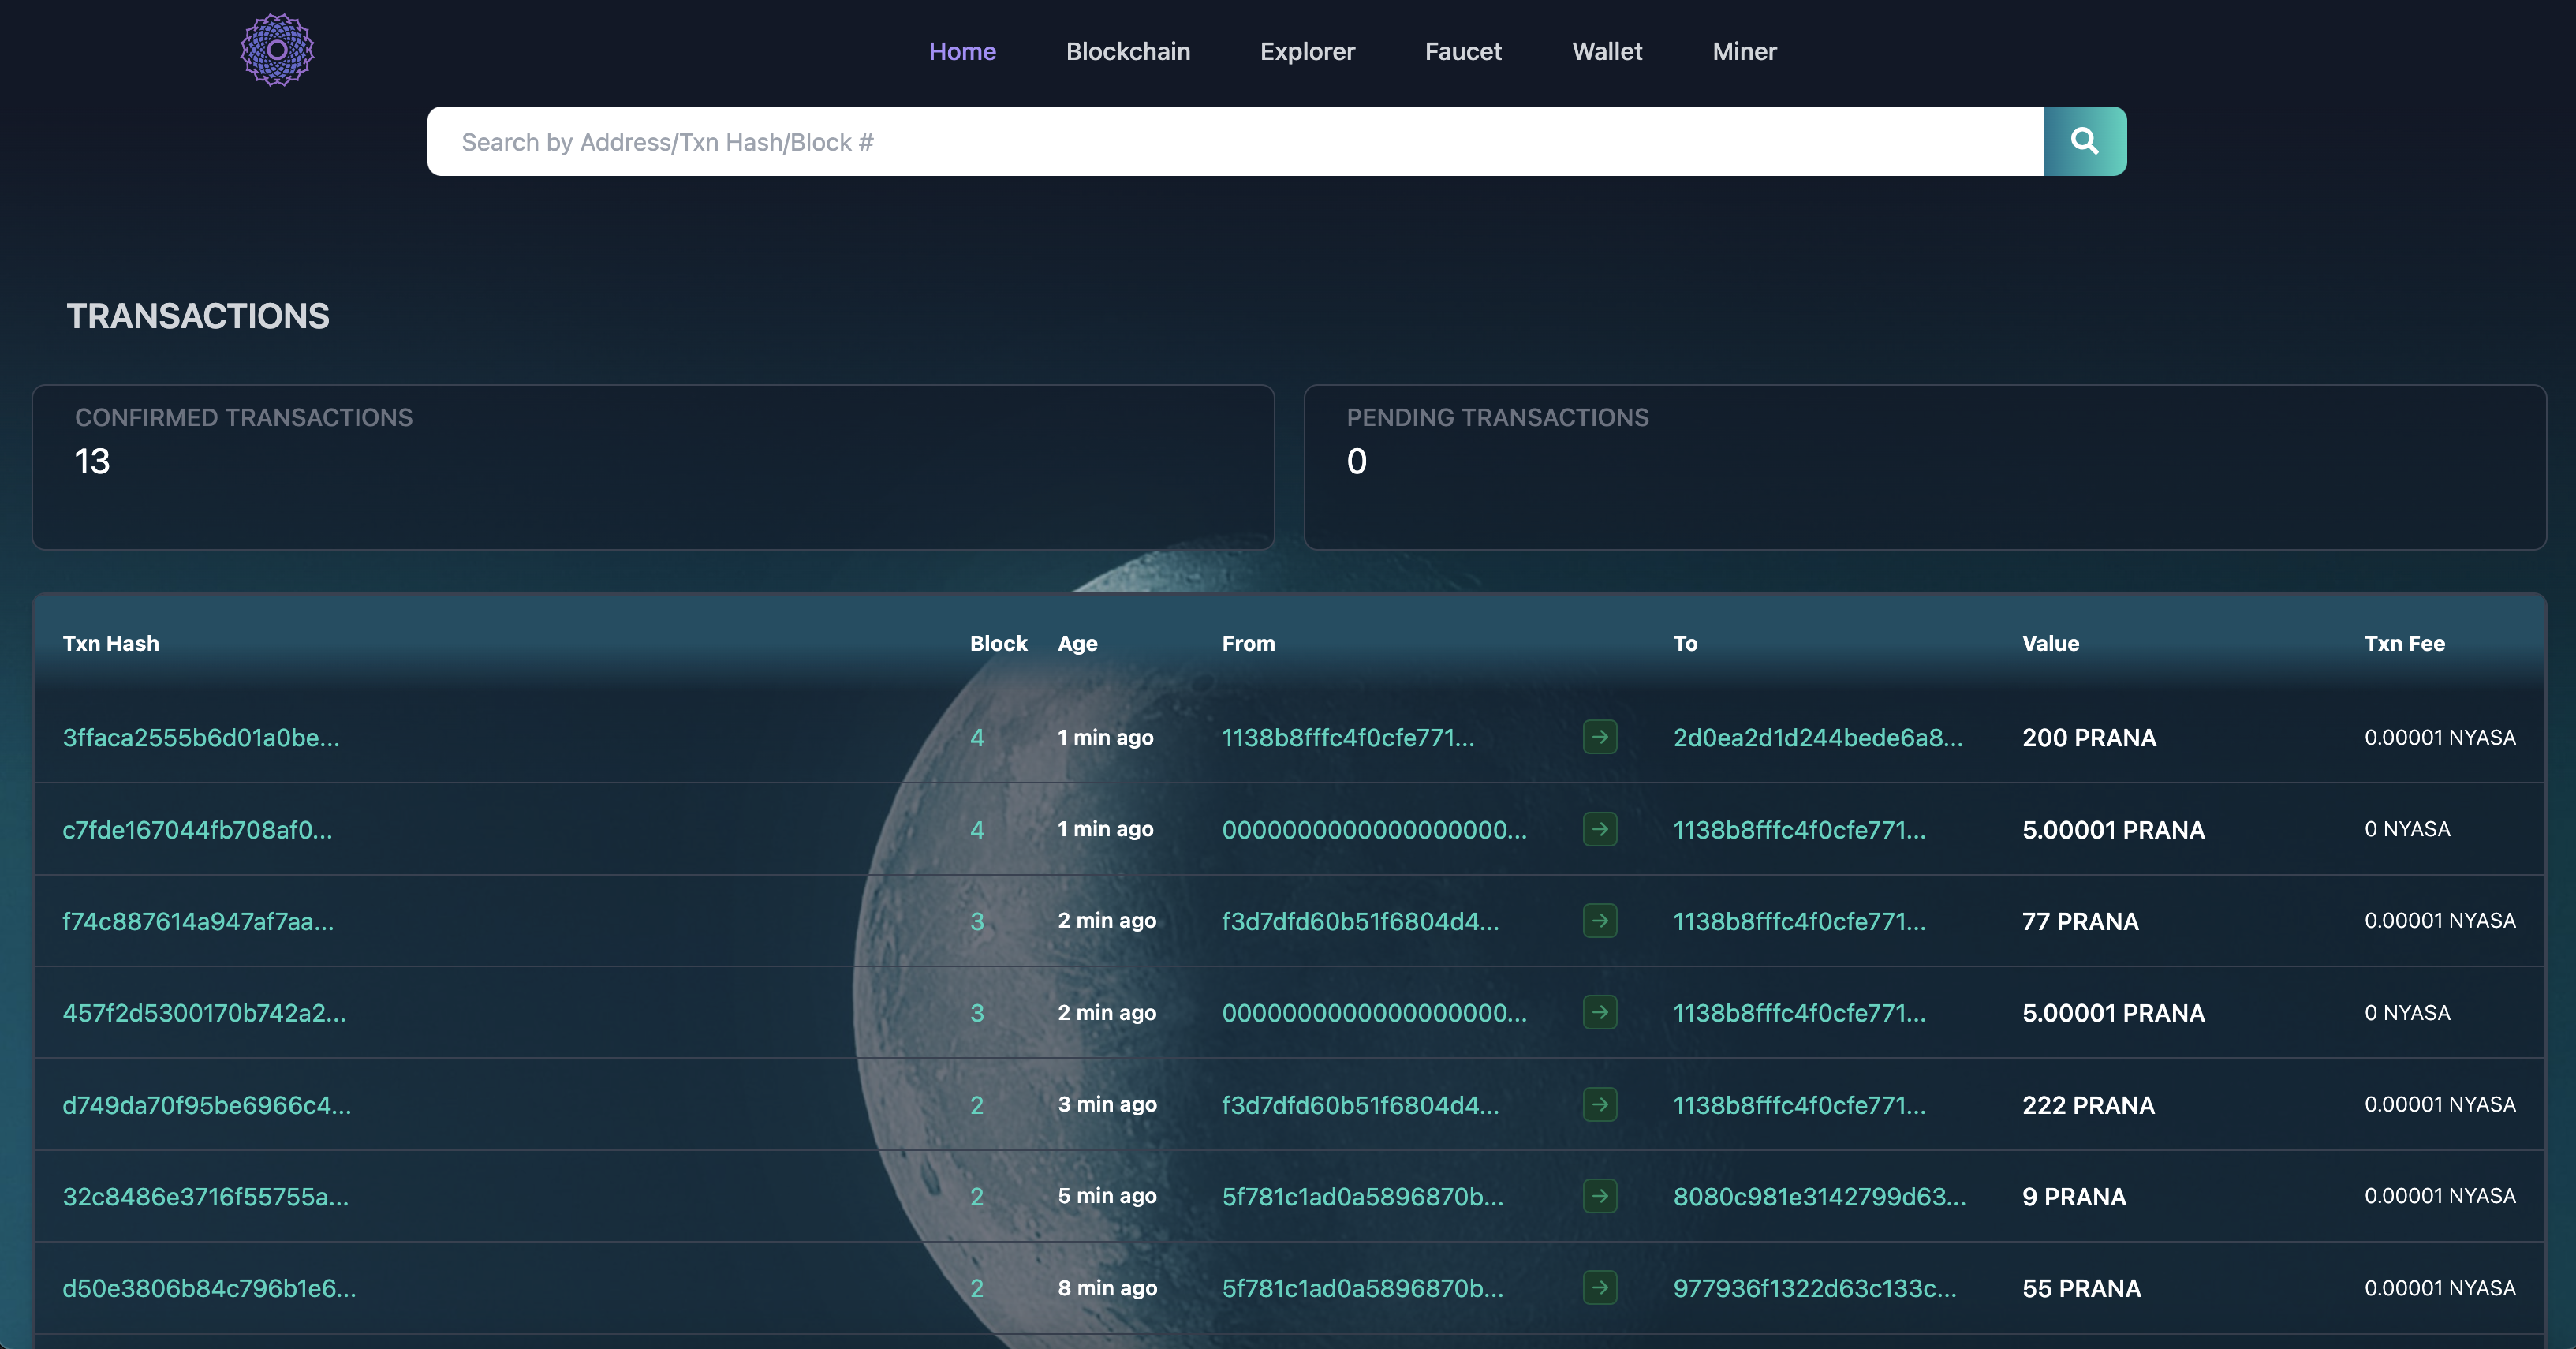 Home Blockchain Explorer Faucet Wallet Miner
Search by Address/Txn Hash/Block #
TRANSACTIONS
CONFIRMED TRANSACTIONS
13
PENDING TRANSACTIONS
0
Txn Hash Block Age From To Value Txn Fee
3ffaca2555b6d01a0be... 4 1 min ago 1138b8fffc4f0cfe771... 2d0ea2d1d244bede6a8... 200 PRANA 0.00001 NYASA
c7fde167044fb708af0... 4 1 min ago 0000000000000000000... 1138b8fffc4f0cfe771... 5.00001 PRANA 0 NYASA
f74c887614a947af7aa... 3 2 min ago f3d7dfd60b51f6804d4... 1138b8fffc4f0cfe771... 77 PRANA 0.00001 NYASA
457f2d5300170b742a2... 3 2 min ago 0000000000000000000... 1138b8fffc4f0cfe771... 5.00001 PRANA 0 NYASA
d749da70f95be6966c4... 2 3 min ago f3d7dfd60b51f6804d4... 1138b8fffc4f0cfe771... 222 PRANA 0.00001 NYASA
32c8486e3716f55755a... 2 5 min ago 5f781c1ad0a5896870b... 8080c981e3142799d63... 9 PRANA 0.00001 NYASA
d50e3806b84c796b1e6... 2 8 min ago 5f781c1ad0a5896870b... 977936f1322d63c133c... 55 PRANA 0.00001 NYASA